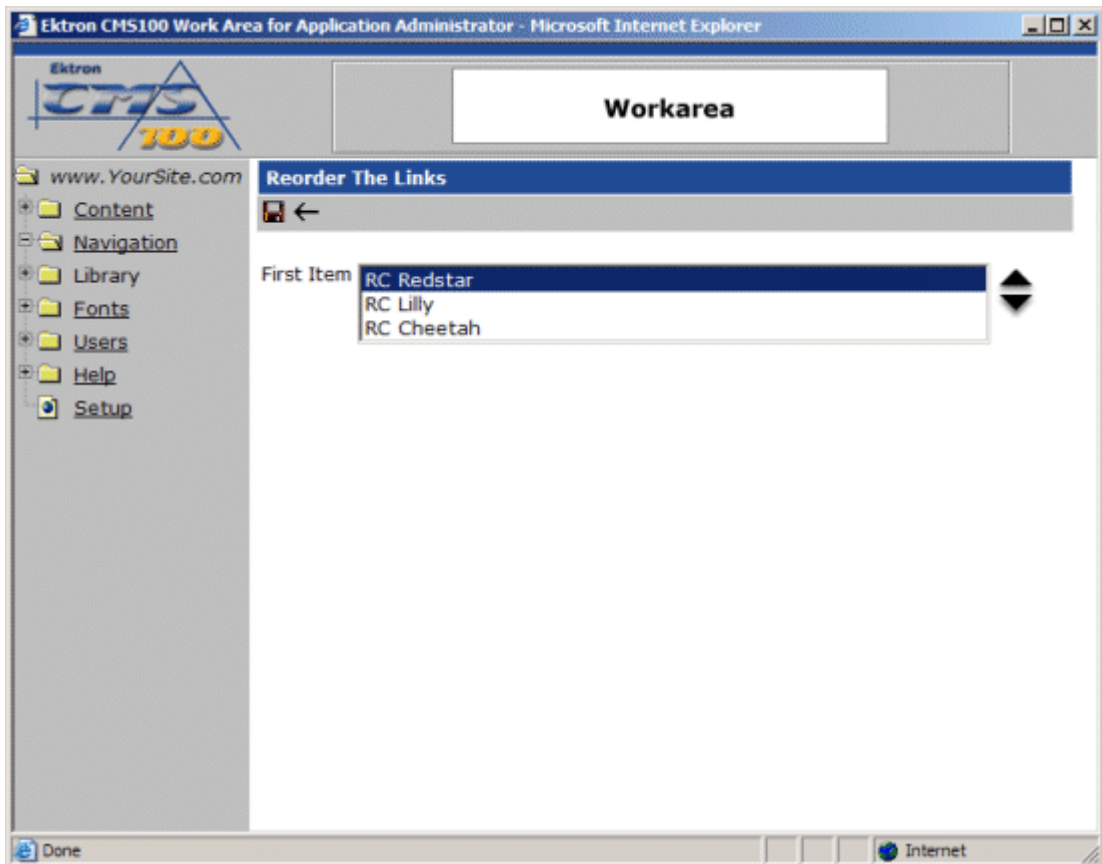 Ektron CMS100 Work Area for Application Administrator - Microsoft Internet Explorer
Ektron
CMS
100
Workarea
www.YourSite.com
Content
Navigation
Library
Fonts
Users
Help
Setup
Reorder The Links
First Item
RC Redstar
RC Lilly
RC Cheetah
Done
Internet